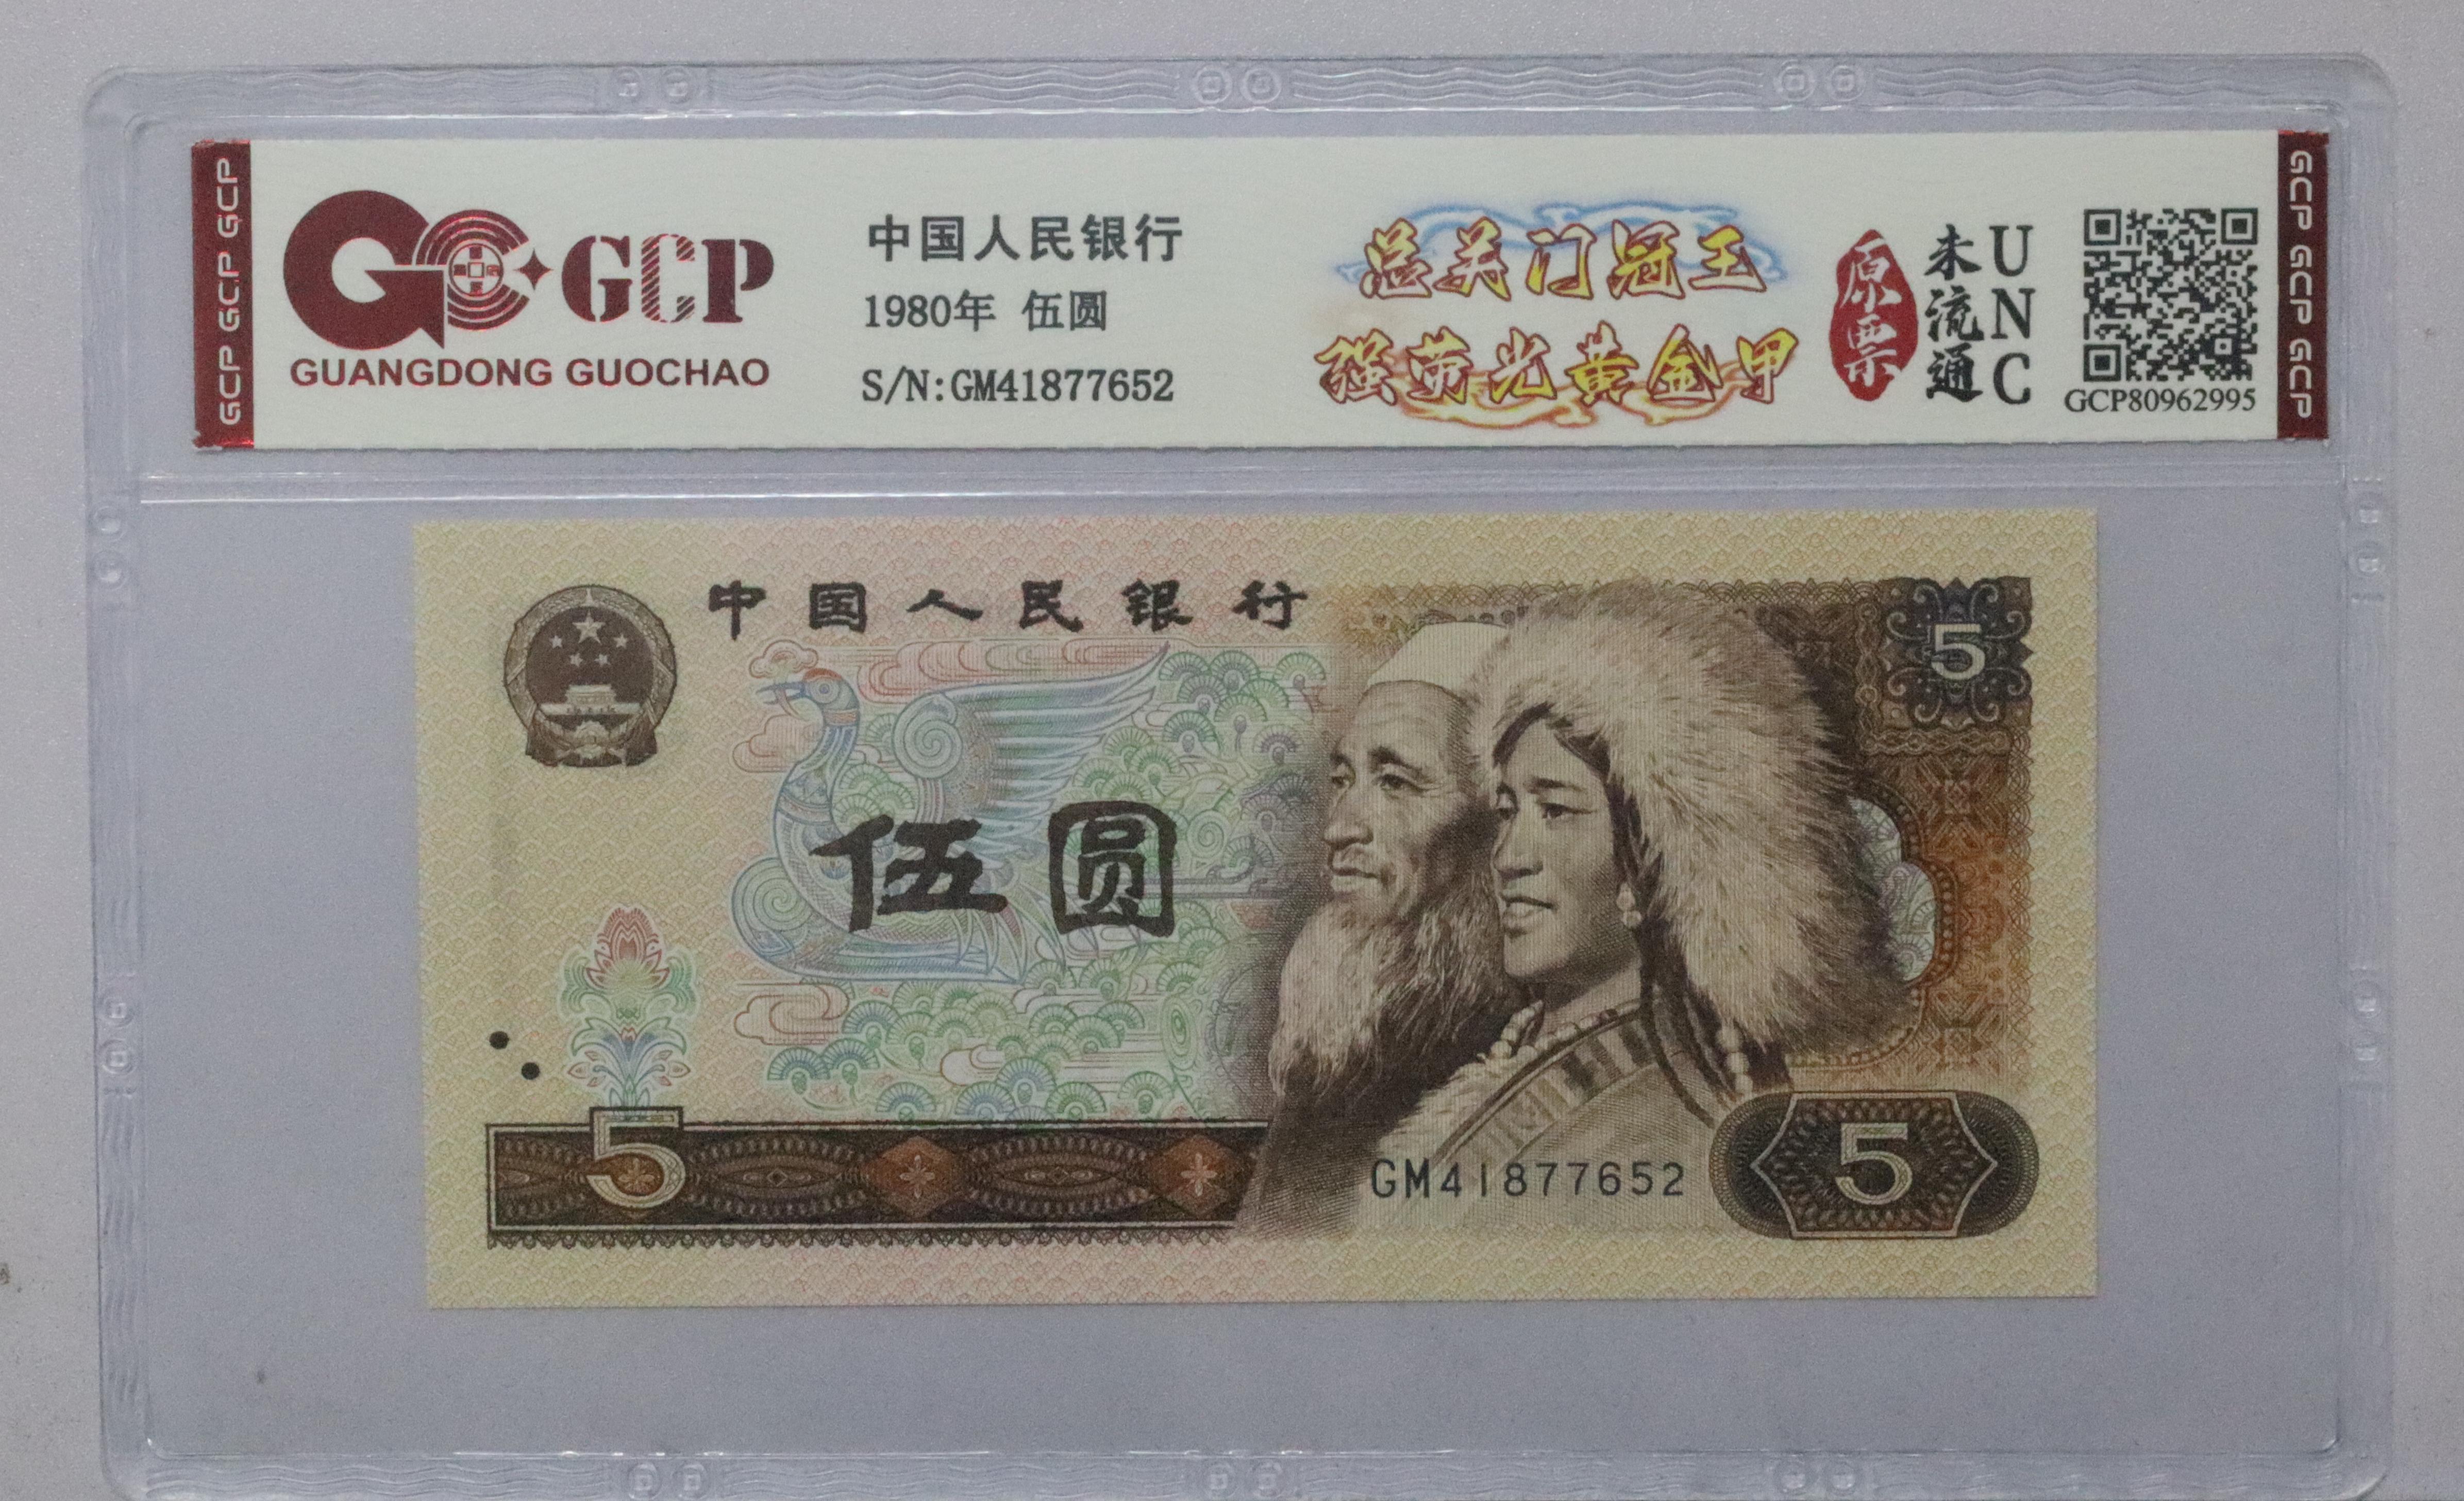 GCP GCP GCP
GCP
GUANGDONG GUOCHAO
中国人民银行
1980年 伍圆
S/N:GM41877652
总关门冠王
强荧光黄金甲
原票
未流通
UNC
GCP80962995
GCP GCP GCP
中国人民银行
5
伍圆
5
GM41877652
5